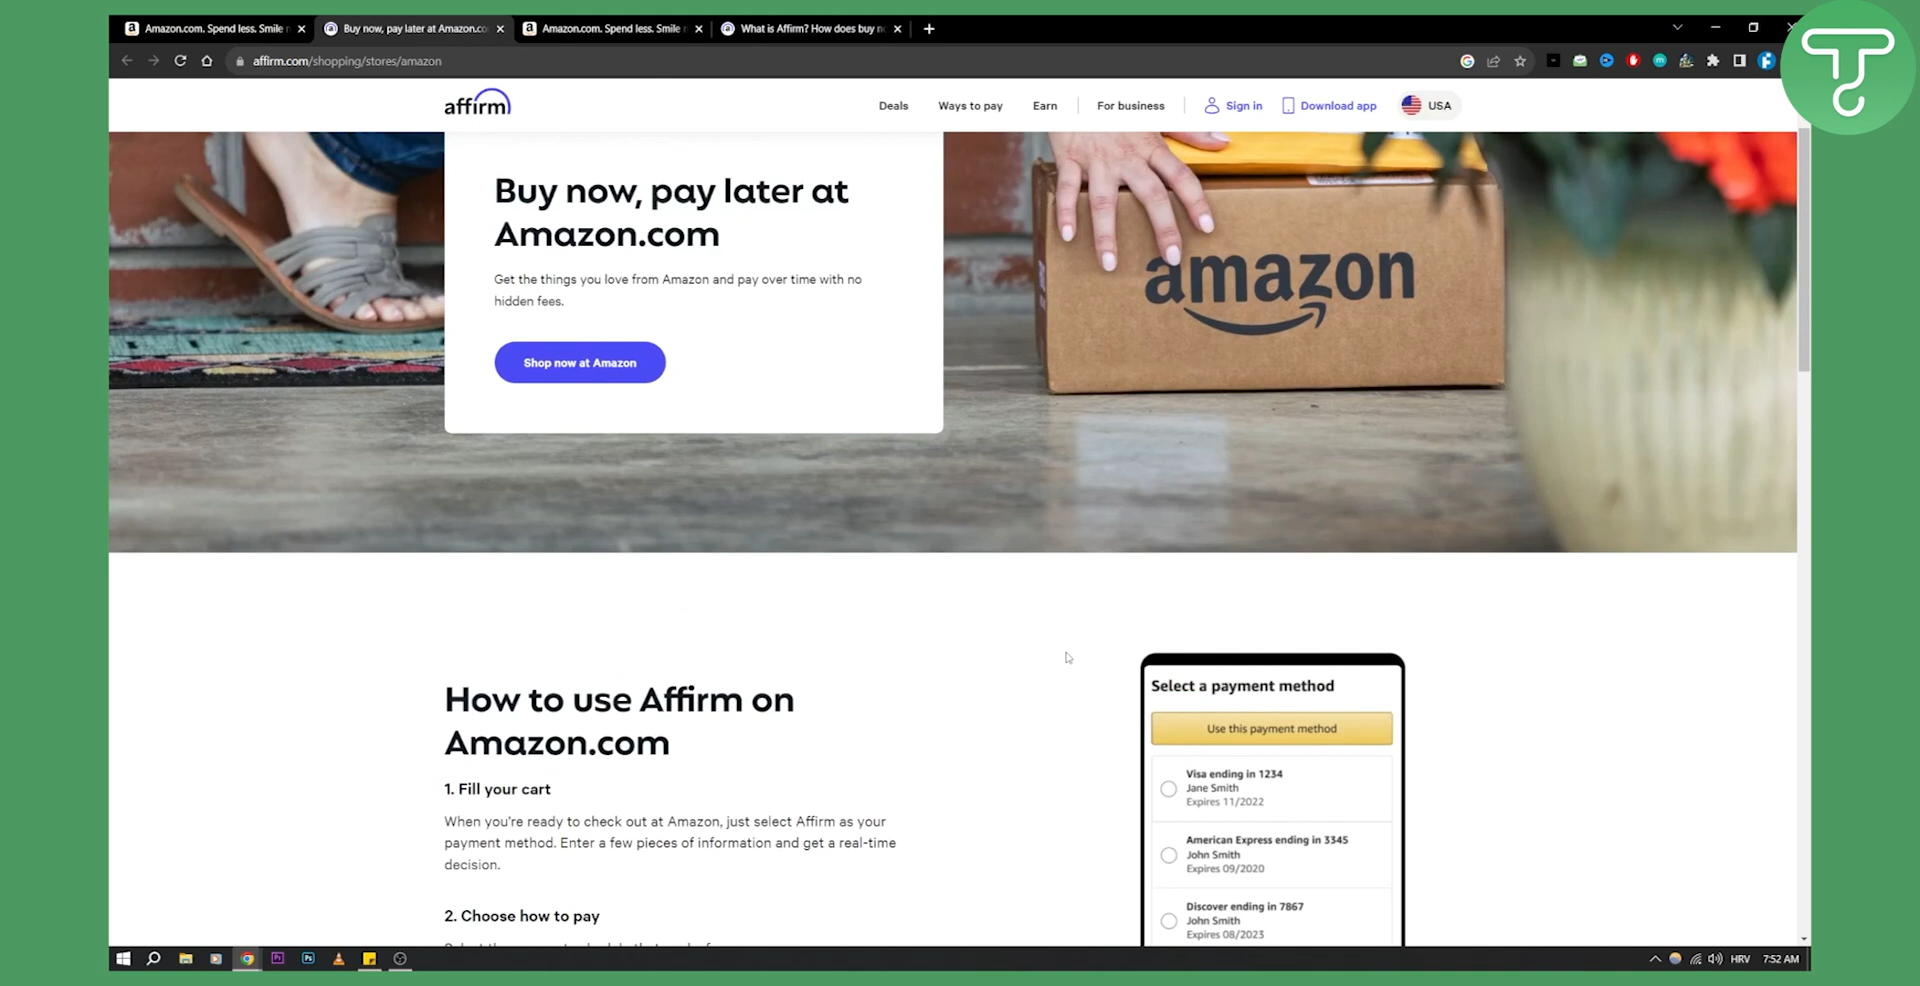 Amazon.com. Spend less. Smile
Buy now, pay later at Amazon.co
Amazon.com. Spend less. Smile
What is Affirm? How does buy
affirm.com/shopping/stores/amazon
affirm
Deals
Ways to pay
Earn
For business
Sign in
Download app
USA
Buy now, pay later at
Amazon.com
Get the things you love from Amazon and pay over time with no
hidden fees.
Shop now at Amazon
amazon
How to use Affirm on
Amazon.com
1. Fill your cart
When you're ready to check out at Amazon, just select Affirm as your
payment method. Enter a few pieces of information and get a real-time
decision.
2. Choose how to pay
Select a payment method
Use this payment method
Visa ending in 1234
Jane Smith
Expires 11/2022
American Express ending in 3345
John Smith
Expires 09/2020
Discover ending in 7867
John Smith
Expires 08/2023
HRV
7:52 AM